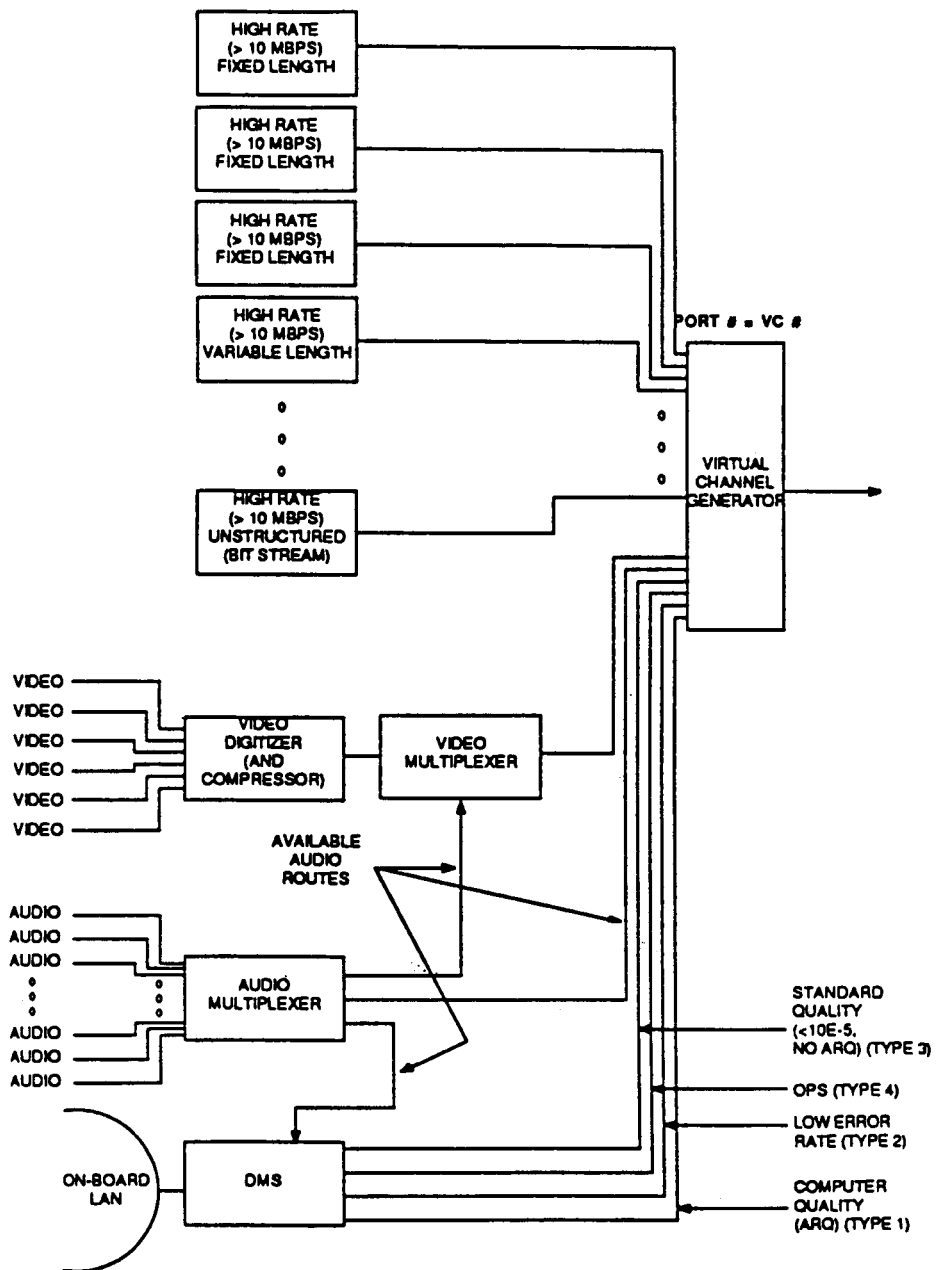 HIGH RATE
(> 10 MBPS)
FIXED LENGTH
HIGH RATE
(> 10 MBPS)
FIXED LENGTH
HIGH RATE
(> 10 MBPS)
FIXED LENGTH
HIGH RATE
(> 10 MBPS)
VARIABLE LENGTH
HIGH RATE
(> 10 MBPS)
UNSTRUCTURED
(BIT STREAM)
PORT # = VC #
VIRTUAL
CHANNEL
GENERATOR
VIDEO
VIDEO
VIDEO
VIDEO
VIDEO
VIDEO
VIDEO
DIGITIZER
(AND
COMPRESSOR)
VIDEO
MULTIPLEXER
AVAILABLE
AUDIO
ROUTES
AUDIO
AUDIO
AUDIO
AUDIO
AUDIO
AUDIO
AUDIO
MULTIPLEXER
STANDARD
QUALITY
(<10E-5,
NO ARQ) (TYPE 3)
OPS (TYPE 4)
LOW ERROR
RATE (TYPE 2)
COMPUTER
QUALITY
(ARQ) (TYPE 1)
ON-BOARD
LAN
DMS